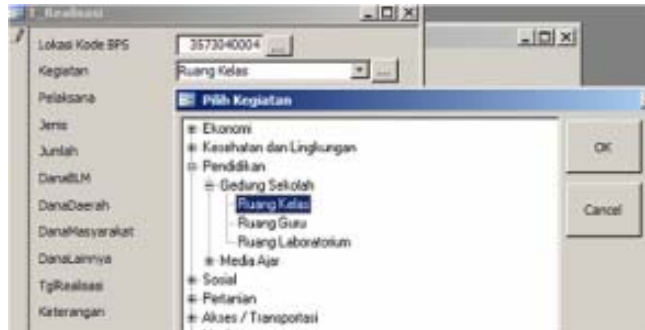 T_Realisasi
Lokasi Kode BPS
3573040004
...
Kegiatan
Ruang Kelas
...
Pelaksana
Jenis
Jumlah
DanaBLM
DanaDaerah
DanaMasyarakat
DanaLainnya
TglRealisasi
Keterangan
Pilih Kegiatan
Ekonomi
Kesehatan dan Lingkungan
Pendidikan
Gedung Sekolah
Ruang Kelas
Ruang Guru
Ruang Laboratorium
Media Ajar
Sosial
Pertanian
Akses / Transportasi
OK
Cancel